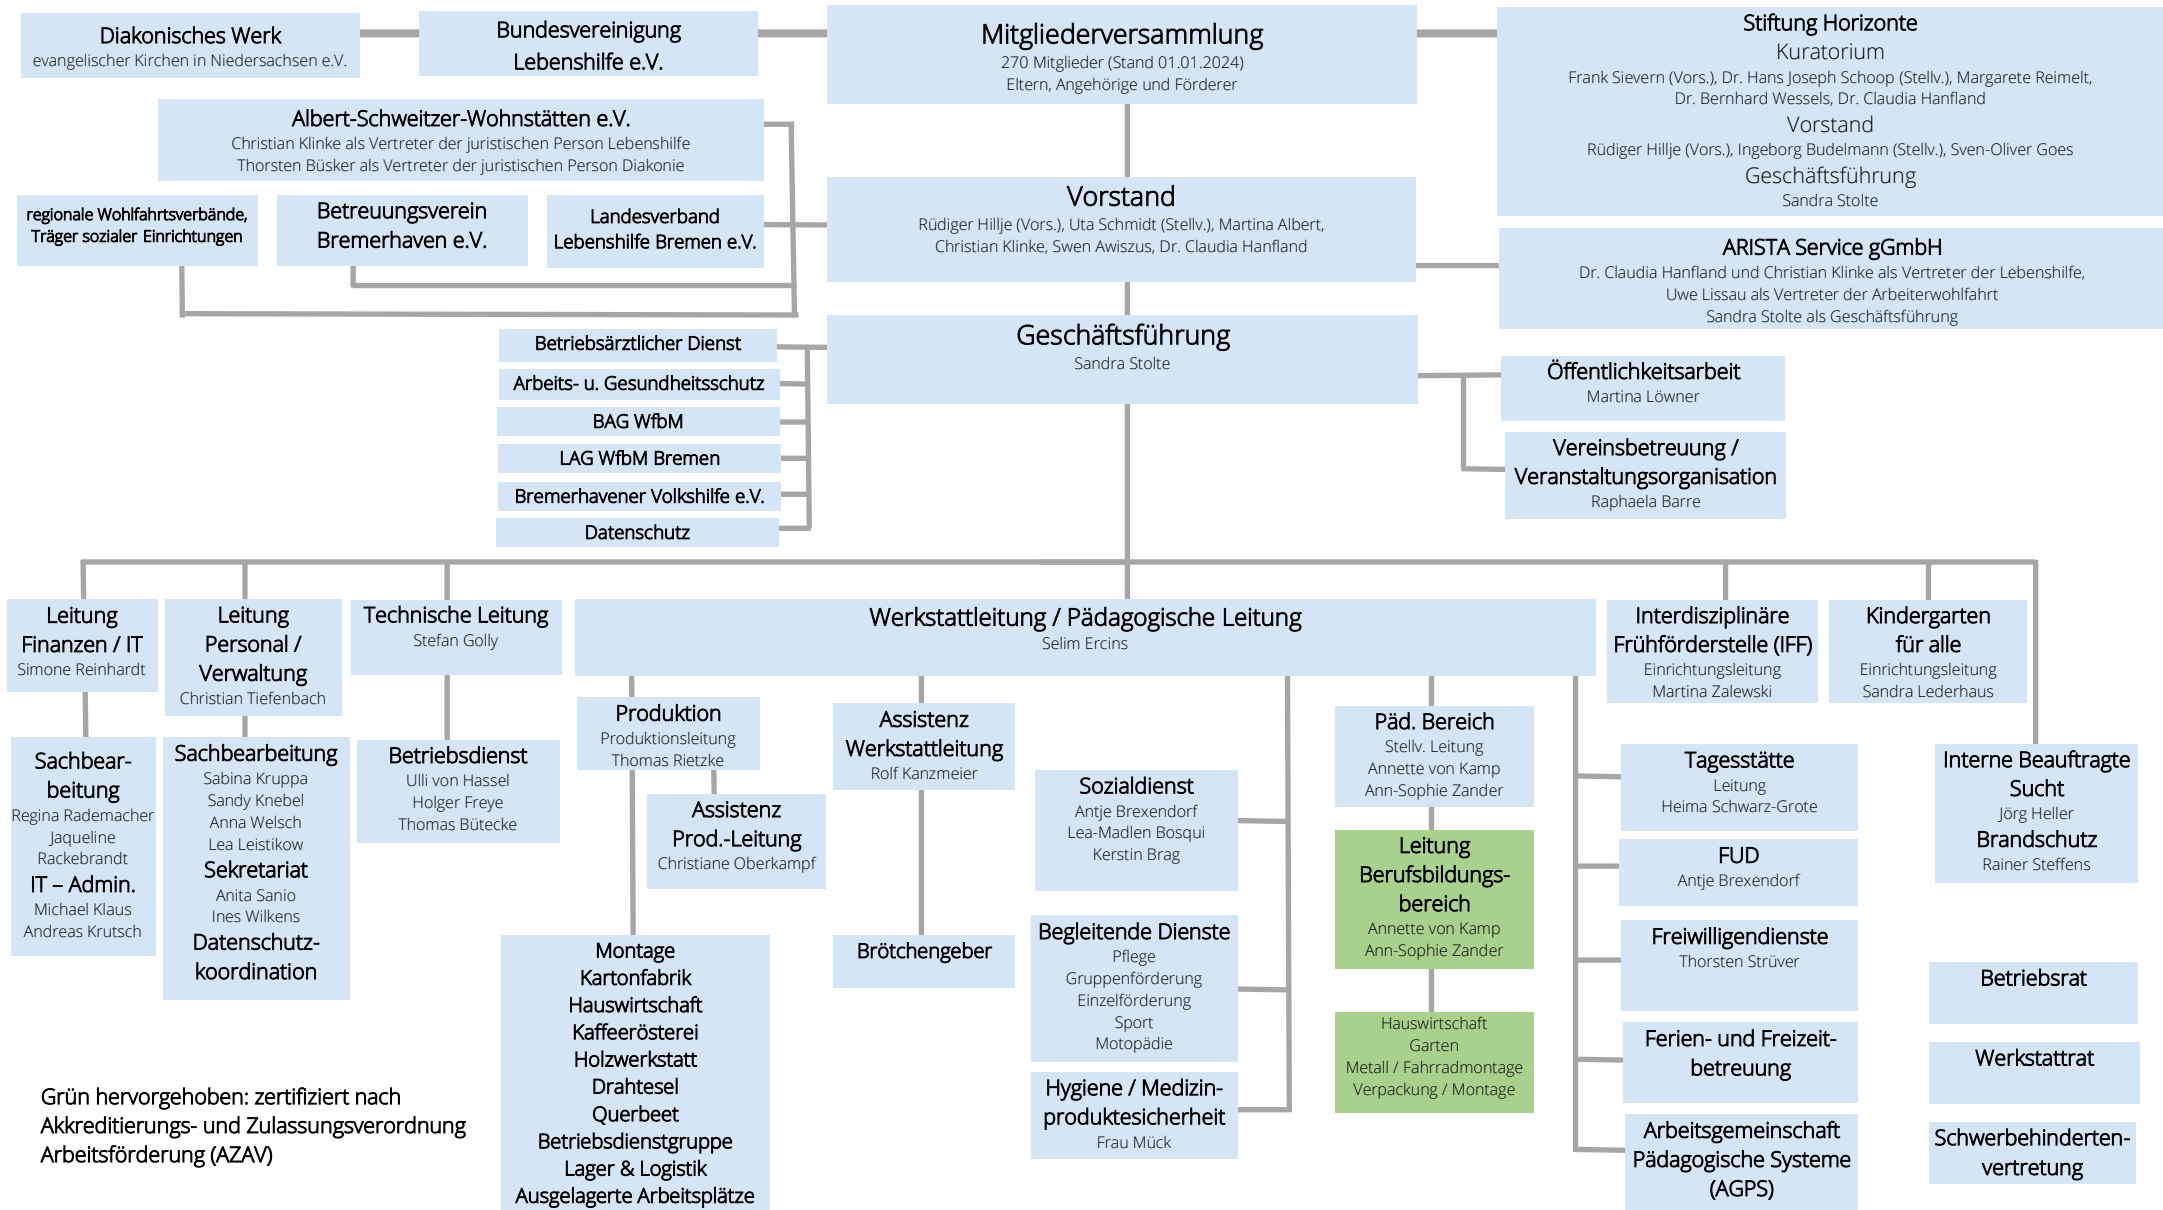 Diakonisches Werk
evangelischer Kirchen in Niedersachsen e.V.
Bundesvereinigung
Lebenshilfe e.V.
Mitgliederversammlung
270 Mitglieder (Stand 01.01.2024)
Eltern, Angehörige und Förderer
Stiftung Horizonte
Kuratorium
Frank Sievern (Vors.), Dr. Hans Joseph Schoop (Stellv.), Margarete Reimelt,
Dr. Bernhard Wessels, Dr. Claudia Hanfland
Vorstand
Rüdiger Hillje (Vors.), Ingeborg Budelmann (Stellv.), Sven-Oliver Goes
Geschäftsführung
Sandra Stolte
Albert-Schweitzer-Wohnstätten e.V.
Christian Klinke als Vertreter der juristischen Person Lebenshilfe
Thorsten Büsker als Vertreter der juristischen Person Diakonie
regionale Wohlfahrtsverbände,
Träger sozialer Einrichtungen
Betreuungsverein
Bremerhaven e.V.
Landesverband
Lebenshilfe Bremen e.V.
Vorstand
Rüdiger Hillje (Vors.), Uta Schmidt (Stellv.), Martina Albert,
Christian Klinke, Swen Awiszus, Dr. Claudia Hanfland
ARISTA Service gGmbH
Dr. Claudia Hanfland und Christian Klinke als Vertreter der Lebenshilfe,
Uwe Lissau als Vertreter der Arbeiterwohlfahrt
Sandra Stolte als Geschäftsführung
Geschäftsführung
Sandra Stolte
Betriebsärztlicher Dienst
Arbeits- u. Gesundheitsschutz
BAG WfbM
LAG WfbM Bremen
Bremerhavener Volkshilfe e.V.
Datenschutz
Öffentlichkeitsarbeit
Martina Löwner
Vereinsbetreuung /
Veranstaltungsorganisation
Raphaela Barre
Leitung
Finanzen / IT
Simone Reinhardt
Leitung
Personal /
Verwaltung
Christian Tiefenbach
Technische Leitung
Stefan Golly
Werkstattleitung / Pädagogische Leitung
Selim Ercins
Interdisziplinäre
Frühförderstelle (IFF)
Einrichtungsleitung
Martina Zalewski
Kindergarten
für alle
Einrichtungsleitung
Sandra Lederhaus
Sachbear-
beitung
Regina Rademacher
Jaqueline
Rackebrandt
IT – Admin.
Michael Klaus
Andreas Krutsch
Sachbearbeitung
Sabina Kruppa
Sandy Knebel
Anna Welsch
Lea Leistikow
Sekretariat
Anita Sanio
Ines Wilkens
Datenschutz-
koordination
Betriebsdienst
Ulli von Hassel
Holger Freye
Thomas Bütecke
Produktion
Produktionsleitung
Thomas Rietzke
Assistenz
Prod.-Leitung
Christiane Oberkampf
Montage
Kartonfabrik
Hauswirtschaft
Kaffeerösterei
Holzwerkstatt
Drahtesel
Querbeet
Betriebsdienstgruppe
Lager & Logistik
Ausgelagerte Arbeitsplätze
Assistenz
Werkstattleitung
Rolf Kanzmeier
Brötchengeber
Sozialdienst
Antje Brexendorf
Lea-Madlen Bosqui
Kerstin Brag
Begleitende Dienste
Pflege
Gruppenförderung
Einzelförderung
Sport
Motopädie
Hygiene / Medizin-
produktesicherheit
Frau Mück
Päd. Bereich
Stellv. Leitung
Annette von Kamp
Ann-Sophie Zander
Leitung
Berufsbildungs-
bereich
Annette von Kamp
Ann-Sophie Zander
Hauswirtschaft
Garten
Metall / Fahrradmontage
Verpackung / Montage
Tagesstätte
Leitung
Heima Schwarz-Grote
FUD
Antje Brexendorf
Freiwilligendienste
Thorsten Strüver
Ferien- und Freizeit-
betreuung
Arbeitsgemeinschaft
Pädagogische Systeme
(AGPS)
Interne Beauftragte
Sucht
Jörg Heller
Brandschutz
Rainer Steffens
Betriebsrat
Werkstattrat
Schwerbehinderten-
vertretung
Grün hervorgehoben: zertifiziert nach
Akkreditierungs- und Zulassungsverordnung
Arbeitsförderung (AZAV)